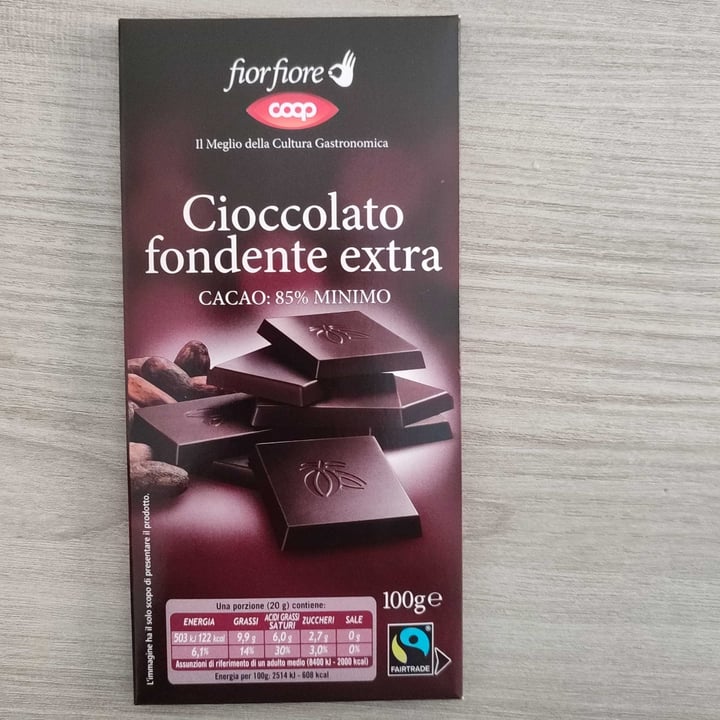 fiorfiore
coop
Il Meglio della Cultura Gastronomica
Cioccolato
fondente extra
CACAO: 85% MINIMO
L'immagine ha il solo scopo di presentare il prodotto.
Una porzione (20 g) contiene:
ENERGIA GRASSI ACIDI GRASSI SATURI ZUCCHERI SALE
503 kJ 122 kcal 9,9 g 6,0 g 2,7 g 0 g
6,1% 14% 30% 3,0% 0%
Assunzioni di riferimento di un adulto medio (8400 kJ - 2000 kcal)
Energia per 100g: 2514 kJ - 608 kcal
100g e
FAIRTRADE